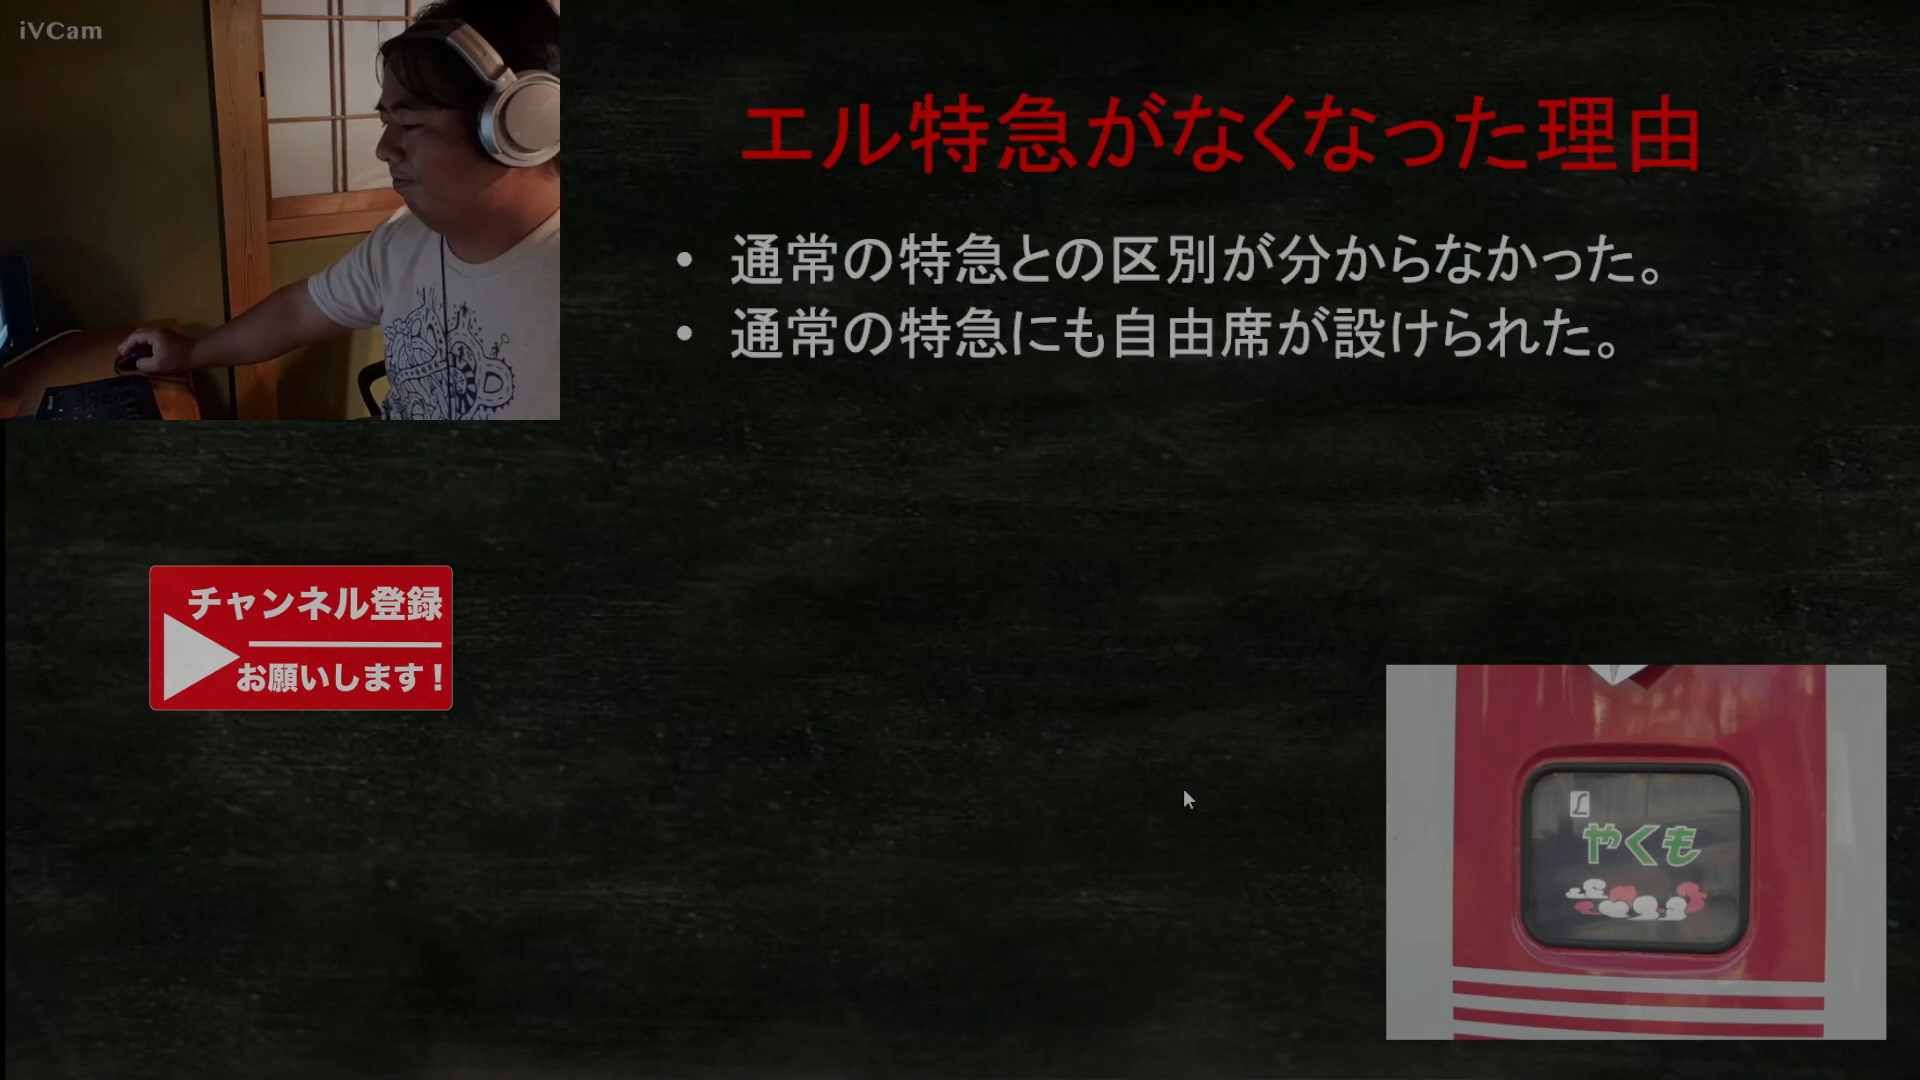 iVCam
エル特急がなくなった理由
• 通常の特急との区別が分からなかった。
• 通常の特急にも自由席が設けられた。
チャンネル登録
お願いします！
L
やくも